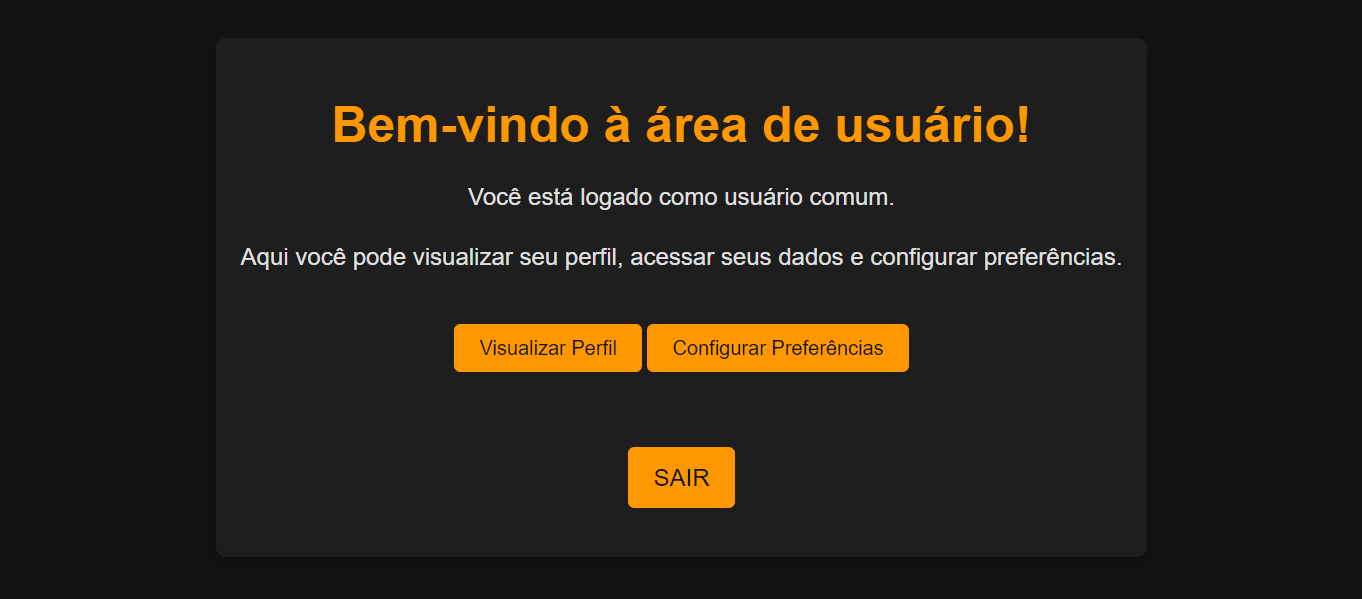 Bem-vindo à área de usuário!
Você está logado como usuário comum.
Aqui você pode visualizar seu perfil, acessar seus dados e configurar preferências.
Visualizar Perfil Configurar Preferências
SAIR